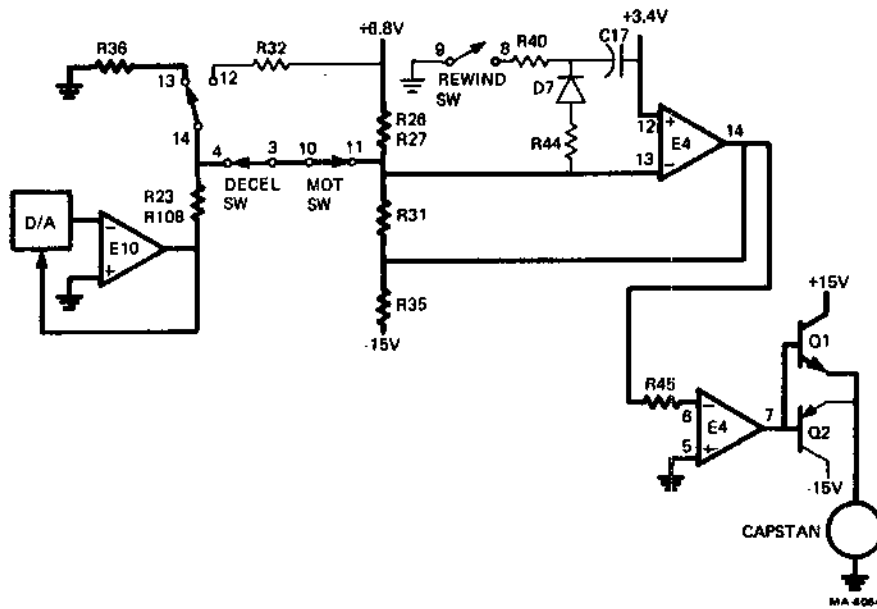 +6.8V
+3.4V
R36
R32
9
8
R40
C17
13
12
REWIND
SW
D7
14
R26
R27
R44
12
+
E4
14
13
−
4
3
10
11
DECEL
SW
MOT
SW
R23
R108
R31
D/A
−
E10
+
R35
-15V
+15V
Q1
R45
−
6
E4
7
5
+
Q2
-15V
CAPSTAN